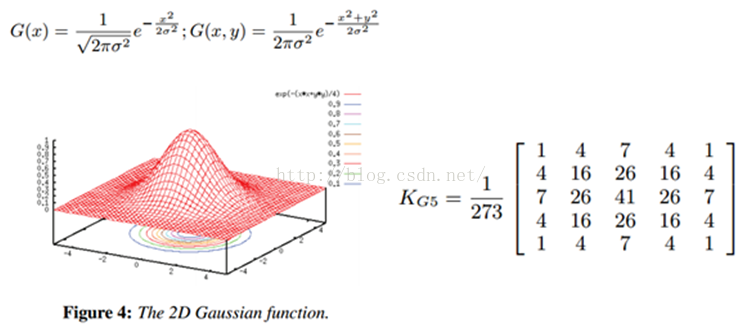 G(x) = \frac{1}{\sqrt{2\pi\sigma^2}} e^{-\frac{x^2}{2\sigma^2}}; G(x, y) = \frac{1}{2\pi\sigma^2} e^{-\frac{x^2+y^2}{2\sigma^2}}
exp(-(x*x+y*y)/4)
0.9
0.8
0.7
0.6
0.5
0.4
0.3
0.2
0.1
1
0.9
0.8
0.7
0.6
0.5
0.4
0.3
0.2
0.1
0
-4 -2 0 2 4
-4 -2 0 2 4
http://blog.csdn.net/
K_{G5} = \frac{1}{273}
1 4 7 4 1
4 16 26 16 4
7 26 41 26 7
4 16 26 16 4
1 4 7 4 1
Figure 4: The 2D Gaussian function.